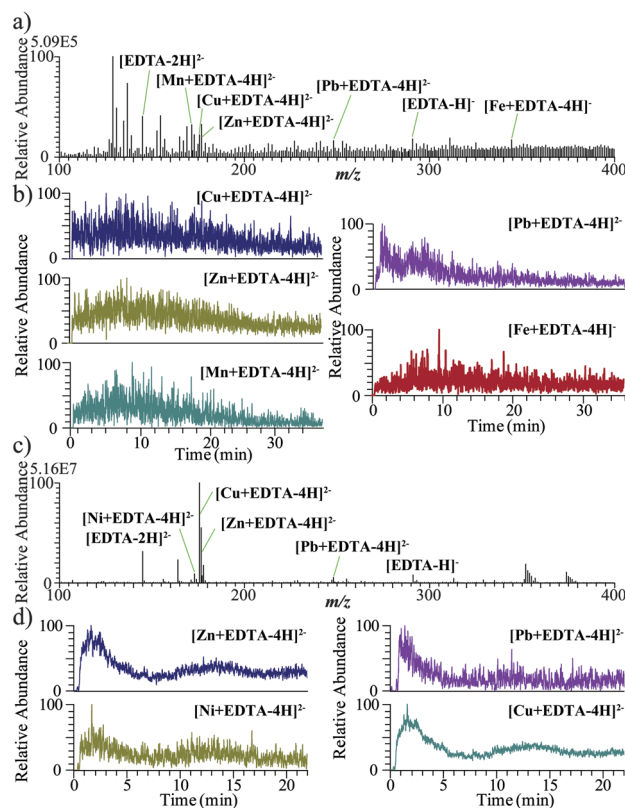 a)
5.09E5
Relative Abundance
100
0
[EDTA-2H]²⁻
[Mn+EDTA-4H]²⁻
[Cu+EDTA-4H]²⁻
[Zn+EDTA-4H]²⁻
[Pb+EDTA-4H]²⁻
[EDTA-H]⁻
[Fe+EDTA-4H]⁻
100 200 300 400
m/z
b)
Relative Abundance
100
0
[Cu+EDTA-4H]²⁻
100
0
[Zn+EDTA-4H]²⁻
100
0
[Mn+EDTA-4H]²⁻
0 10 20 30
Time (min)
Relative Abundance
100
0
[Pb+EDTA-4H]²⁻
100
0
[Fe+EDTA-4H]⁻
0 10 20 30
Time (min)
c)
5.16E7
Relative Abundance
100
0
[Cu+EDTA-4H]²⁻
[Ni+EDTA-4H]²⁻
[Zn+EDTA-4H]²⁻
[EDTA-2H]²⁻
[Pb+EDTA-4H]²⁻
[EDTA-H]⁻
100 200 300 400
m/z
d)
Relative Abundance
100
0
[Zn+EDTA-4H]²⁻
100
0
[Ni+EDTA-4H]²⁻
0 5 10 15 20
Time (min)
Relative Abundance
100
0
[Pb+EDTA-4H]²⁻
100
0
[Cu+EDTA-4H]²⁻
0 5 10 15 20
Time (min)